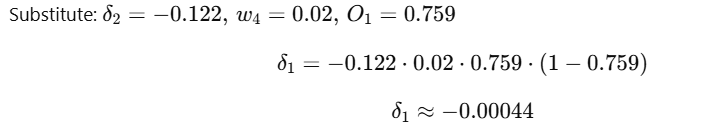 Substitute: δ₂ = −0.122, w₄ = 0.02, O₁ = 0.759
δ₁ = −0.122 · 0.02 · 0.759 · (1 − 0.759)
δ₁ ≈ −0.00044